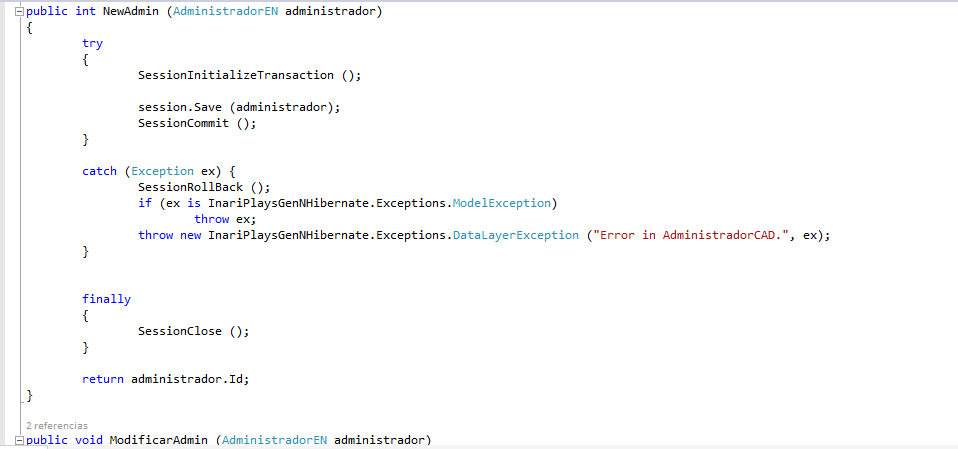 public int NewAdmin (AdministradorEN administrador)
{
try
{
SessionInitializeTransaction ();
session.Save (administrador);
SessionCommit ();
}
catch (Exception ex) {
SessionRollBack ();
if (ex is InariPlaysGenNHibernate.Exceptions.ModelException)
throw ex;
throw new InariPlaysGenNHibernate.Exceptions.DataLayerException ("Error in AdministradorCAD.", ex);
}
finally
{
SessionClose ();
}
return administrador.Id;
}
2 referencias
public void ModificarAdmin (AdministradorEN administrador)